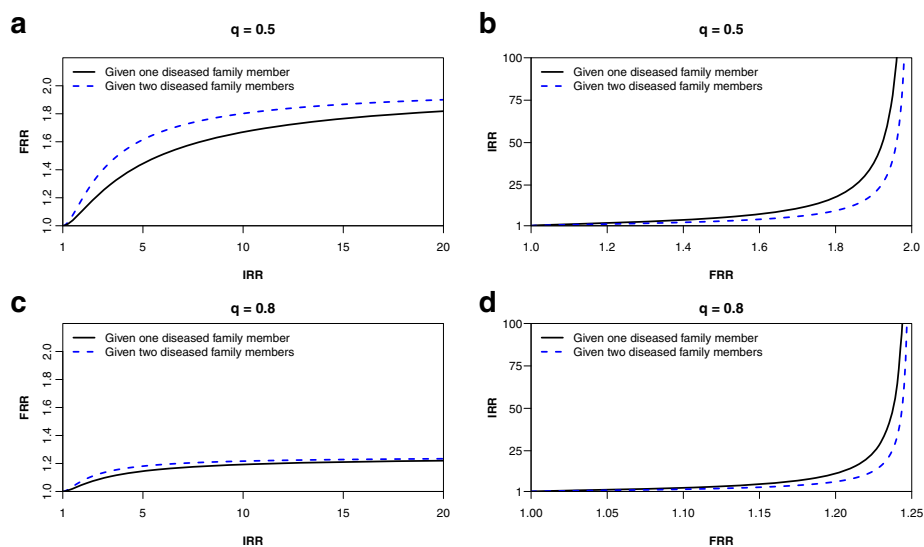 a
q = 0.5
Given one diseased family member
Given two diseased family members
FRR
2.0
1.8
1.6
1.4
1.2
1.0
1 5 10 15 20
IRR
b
q = 0.5
Given one diseased family member
Given two diseased family members
IRR
100
75
50
25
1
1.0 1.2 1.4 1.6 1.8 2.0
FRR
c
q = 0.8
Given one diseased family member
Given two diseased family members
FRR
2.0
1.8
1.6
1.4
1.2
1.0
1 5 10 15 20
IRR
d
q = 0.8
Given one diseased family member
Given two diseased family members
IRR
100
75
50
25
1
1.00 1.05 1.10 1.15 1.20 1.25
FRR